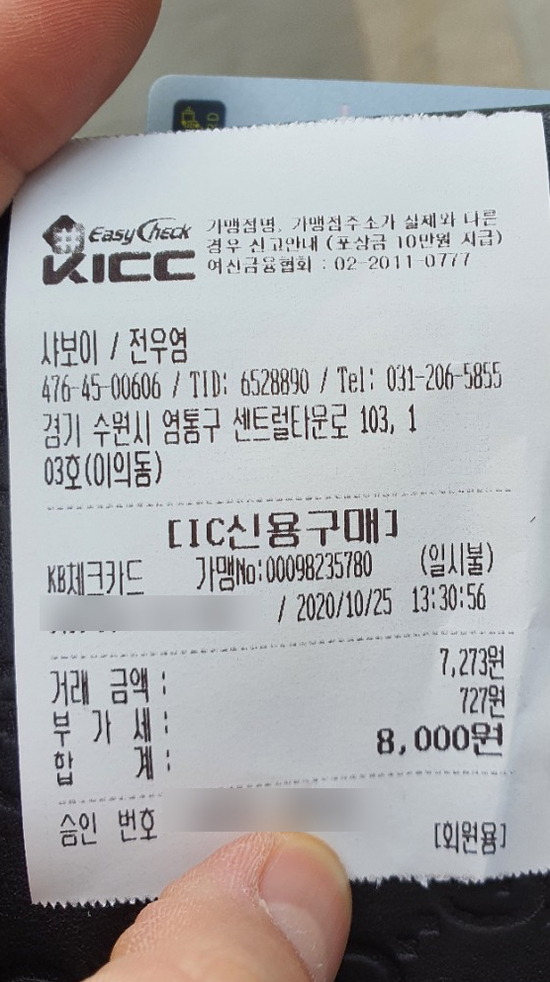 EasyCheck
KICC
가맹점명, 가맹점주소가 실제와 다른
경우 신고안내 (포상금 10만원 지급)
여신금융협회 : 02-2011-0777
샤보이 / 전우영
476-45-00606 / TID: 6528890 / Tel: 031-206-5855
경기 수원시 영통구 센트럴타운로 103, 1
03호(이의동)
[IC신용구매]
KB체크카드 가맹No:00098235780 (일시불)
/ 2020/10/25 13:30:56
거래 금액 : 7,273원
부 가 세 : 727원
합 계 : 8,000원
승인 번호
[회원용]